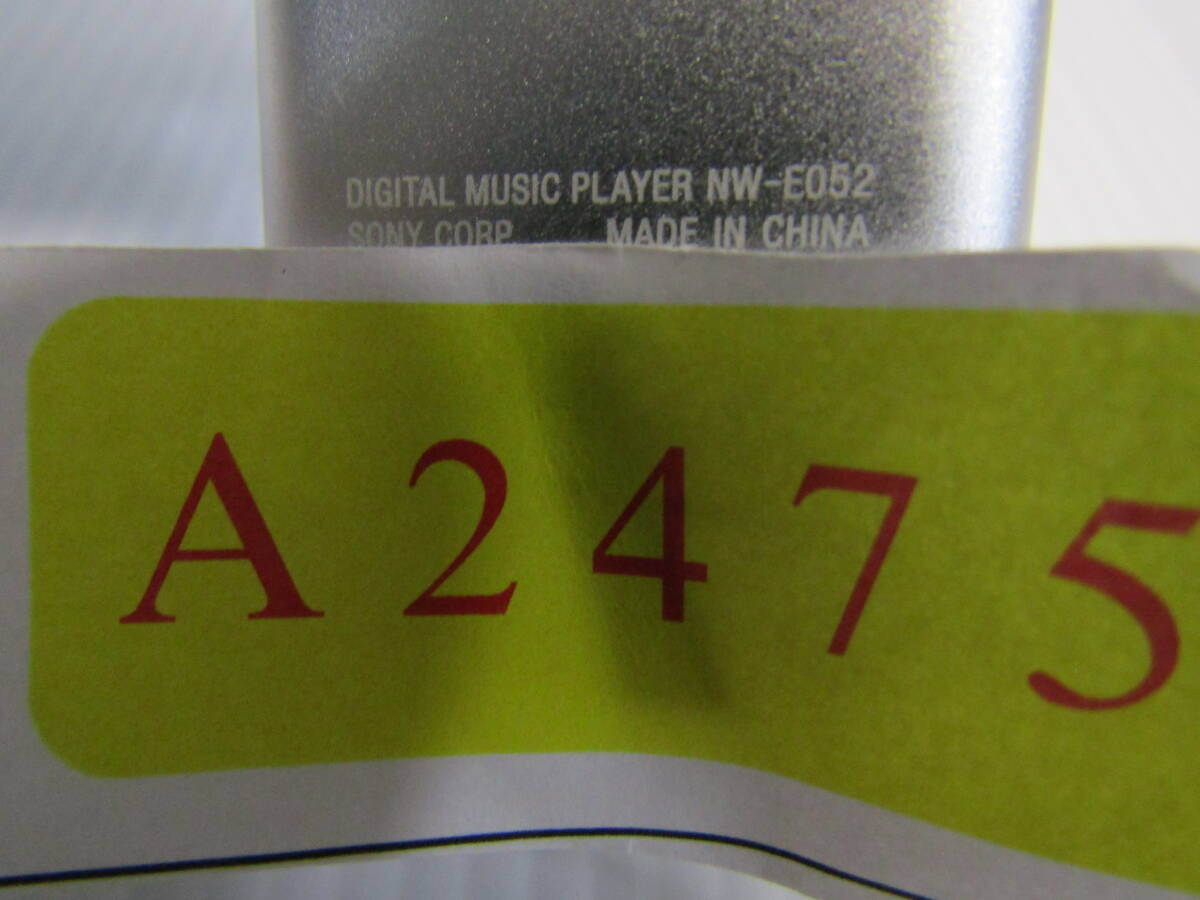 DIGITAL MUSIC PLAYER NW-E052
SONY CORP. MADE IN CHINA
A2475